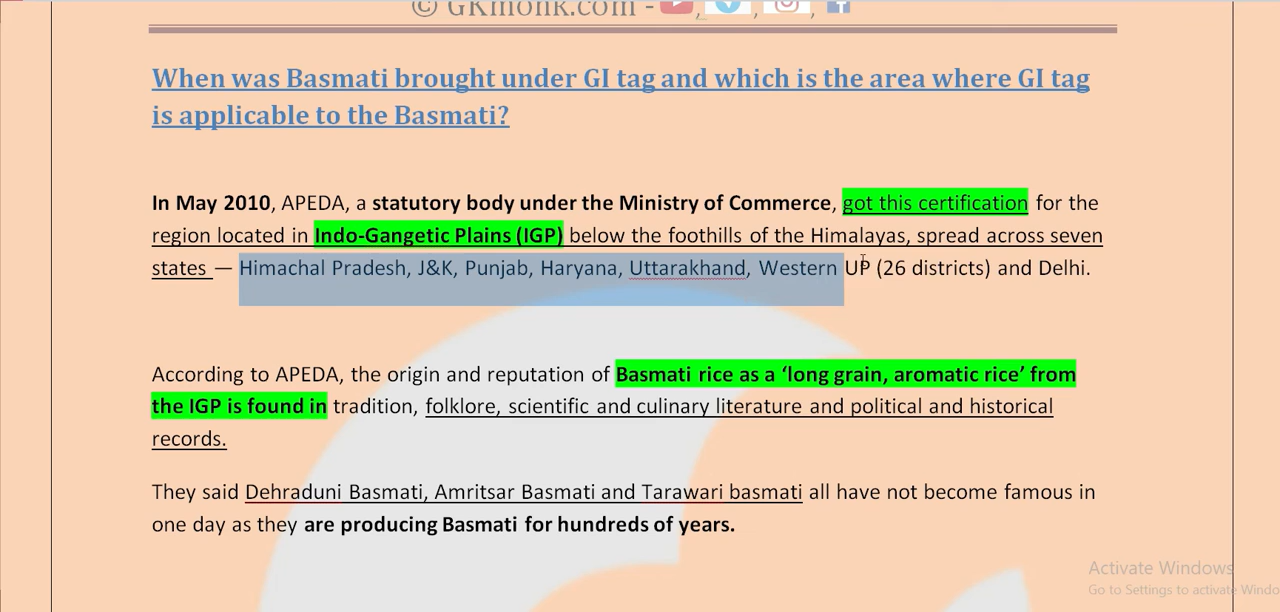 © GKmonk.com - , , ,
When was Basmati brought under GI tag and which is the area where GI tag
is applicable to the Basmati?
In May 2010, APEDA, a statutory body under the Ministry of Commerce, got this certification for the
region located in Indo-Gangetic Plains (IGP) below the foothills of the Himalayas, spread across seven
states — Himachal Pradesh, J&K, Punjab, Haryana, Uttarakhand, Western UP (26 districts) and Delhi.
According to APEDA, the origin and reputation of Basmati rice as a ‘long grain, aromatic rice’ from
the IGP is found in tradition, folklore, scientific and culinary literature and political and historical
records.
They said Dehraduni Basmati, Amritsar Basmati and Tarawari basmati all have not become famous in
one day as they are producing Basmati for hundreds of years.
Activate Windows
Go to Settings to activate Windo